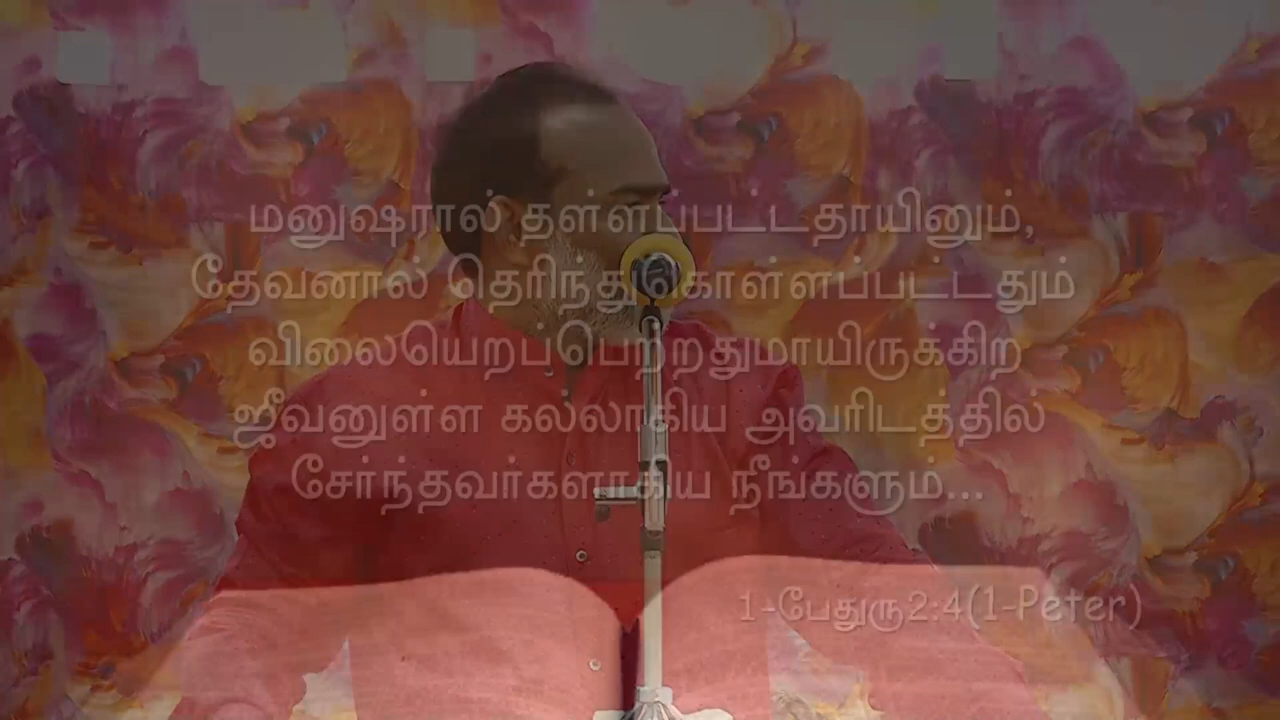 மனுஷரால் தள்ளப்பட்டதாயினும்,
தேவனால் தெரிந்து கொள்ளப்பட்டதும்
விலையேறப்பெற்றதுமாயிருக்கிற
ஜீவனுள்ள கல்லாகிய அவரிடத்தில்
சேர்ந்தவர்களாகிய நீங்களும்...
1-பேதுரு2:4(1-Peter)